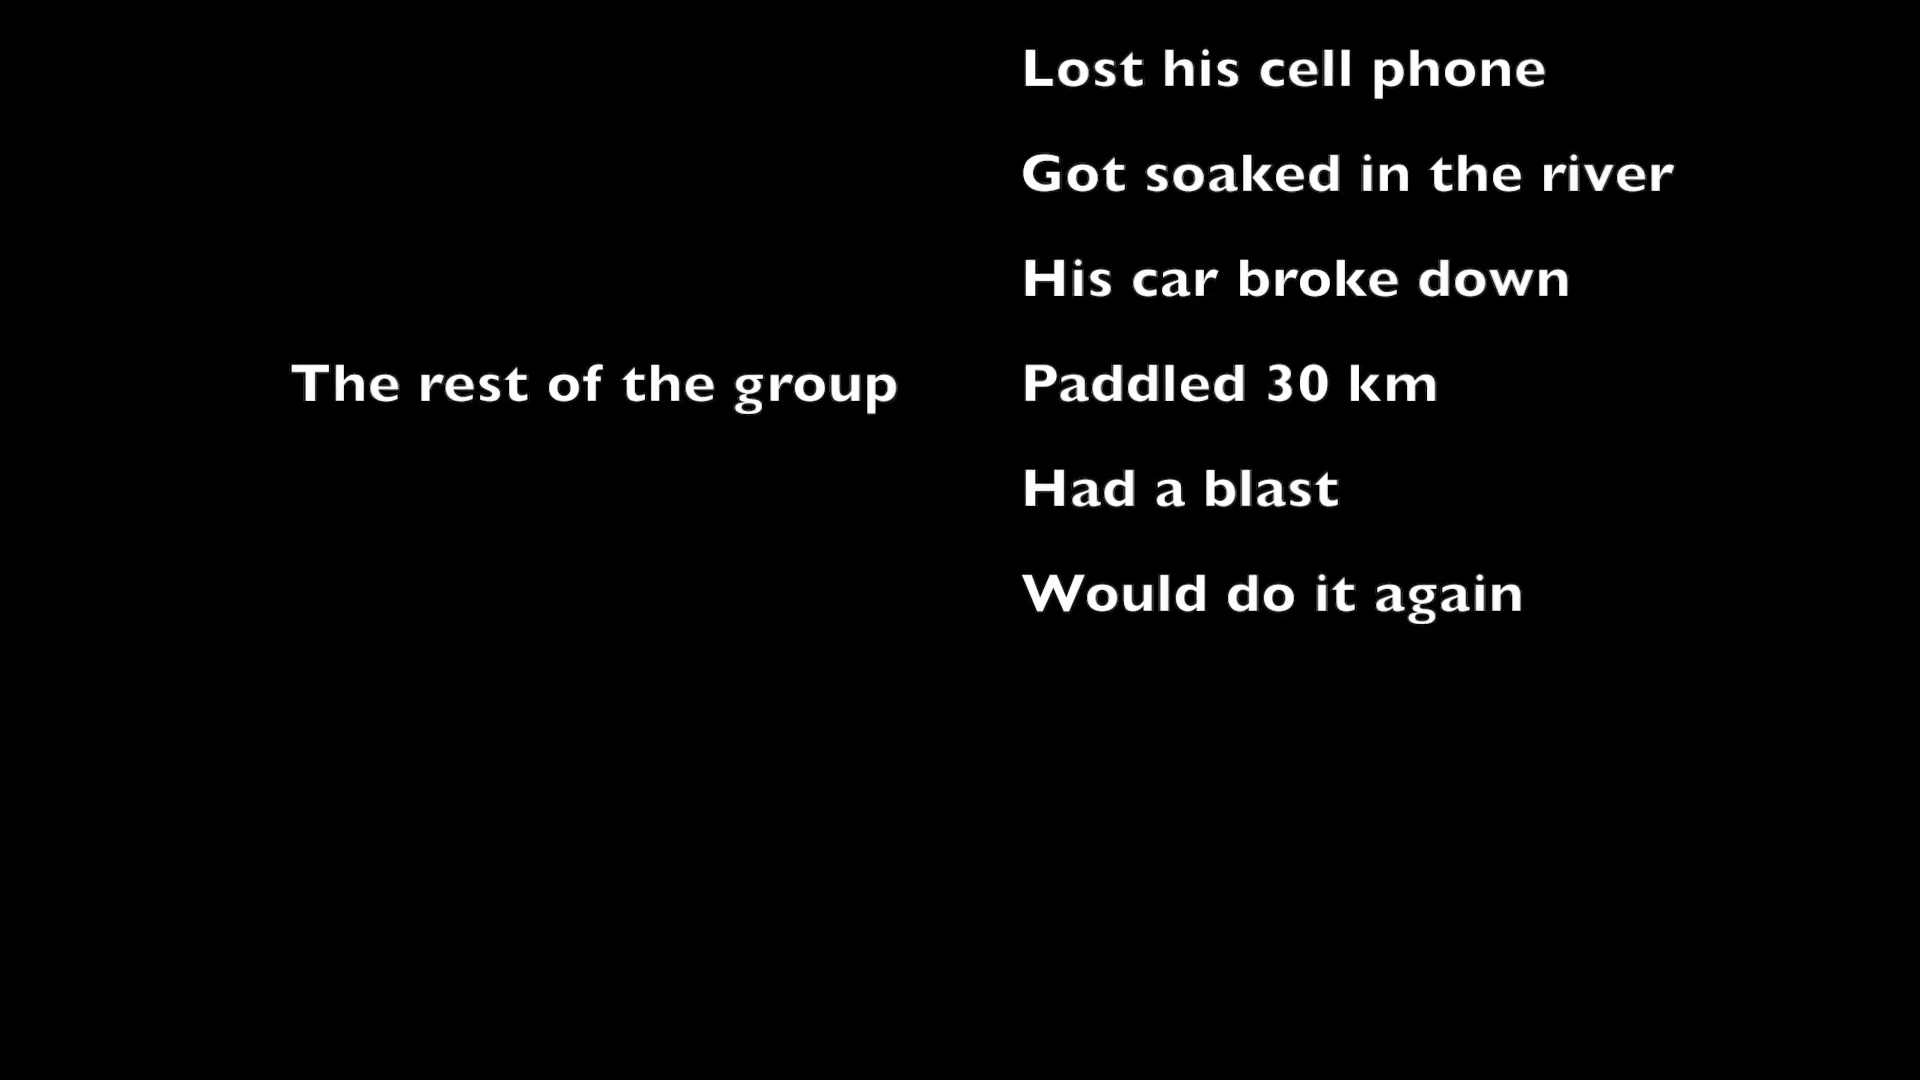 Lost his cell phone
Got soaked in the river
His car broke down
The rest of the group Paddled 30 km
Had a blast
Would do it again